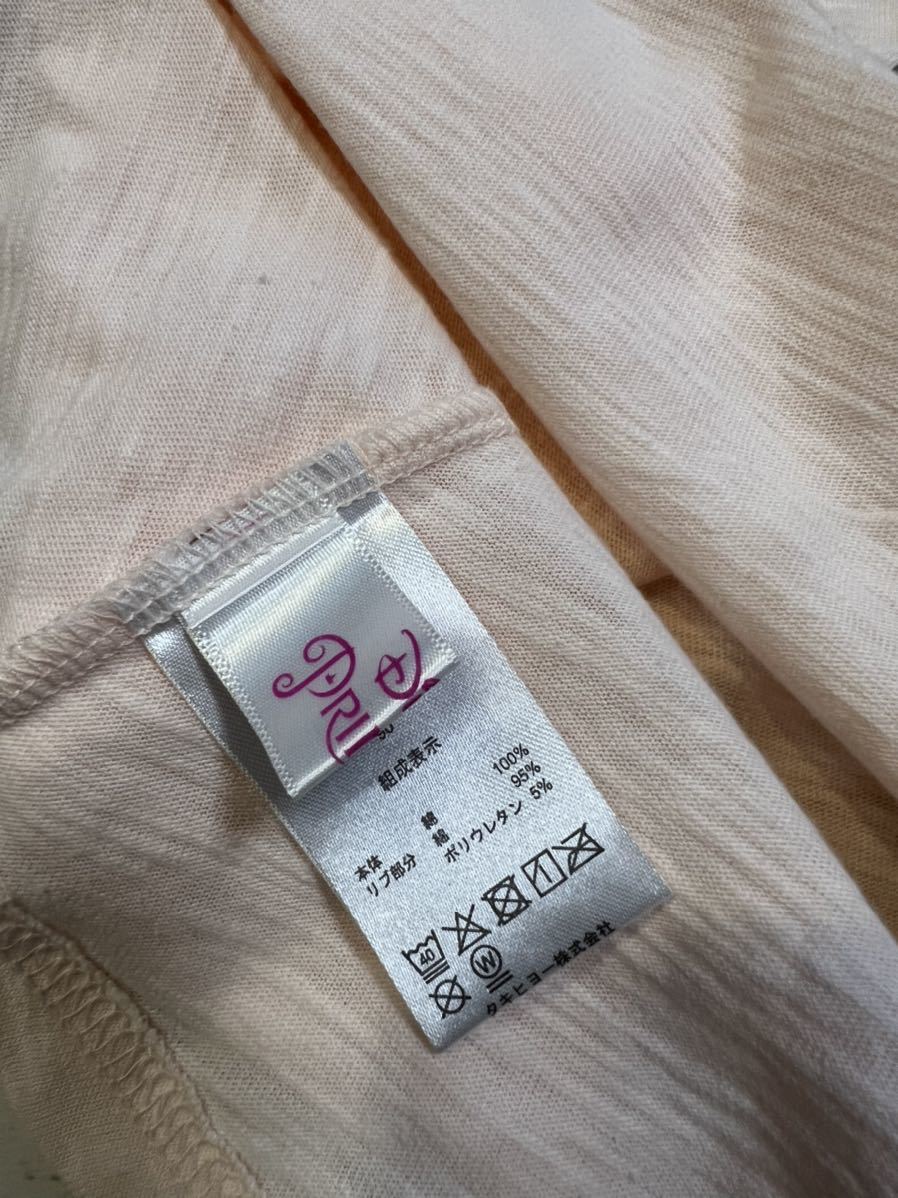 組成表示
本体 綿 100%
リブ部分 綿 95%
ポリウレタン 5%
40
W
タキヒヨー株式会社